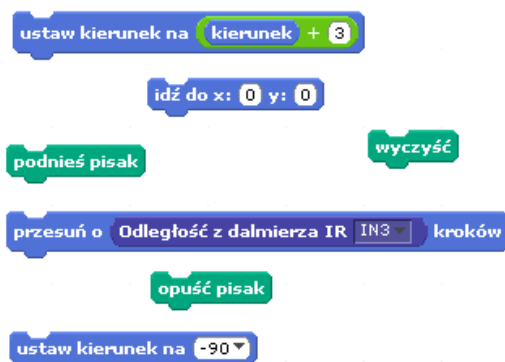 ustaw kierunek na kierunek + 3
idź do x: 0 y: 0
wyczyść
podnieś pisak
przesuń o Odległość z dalmierza IR IN3 kroków
opuść pisak
ustaw kierunek na -90